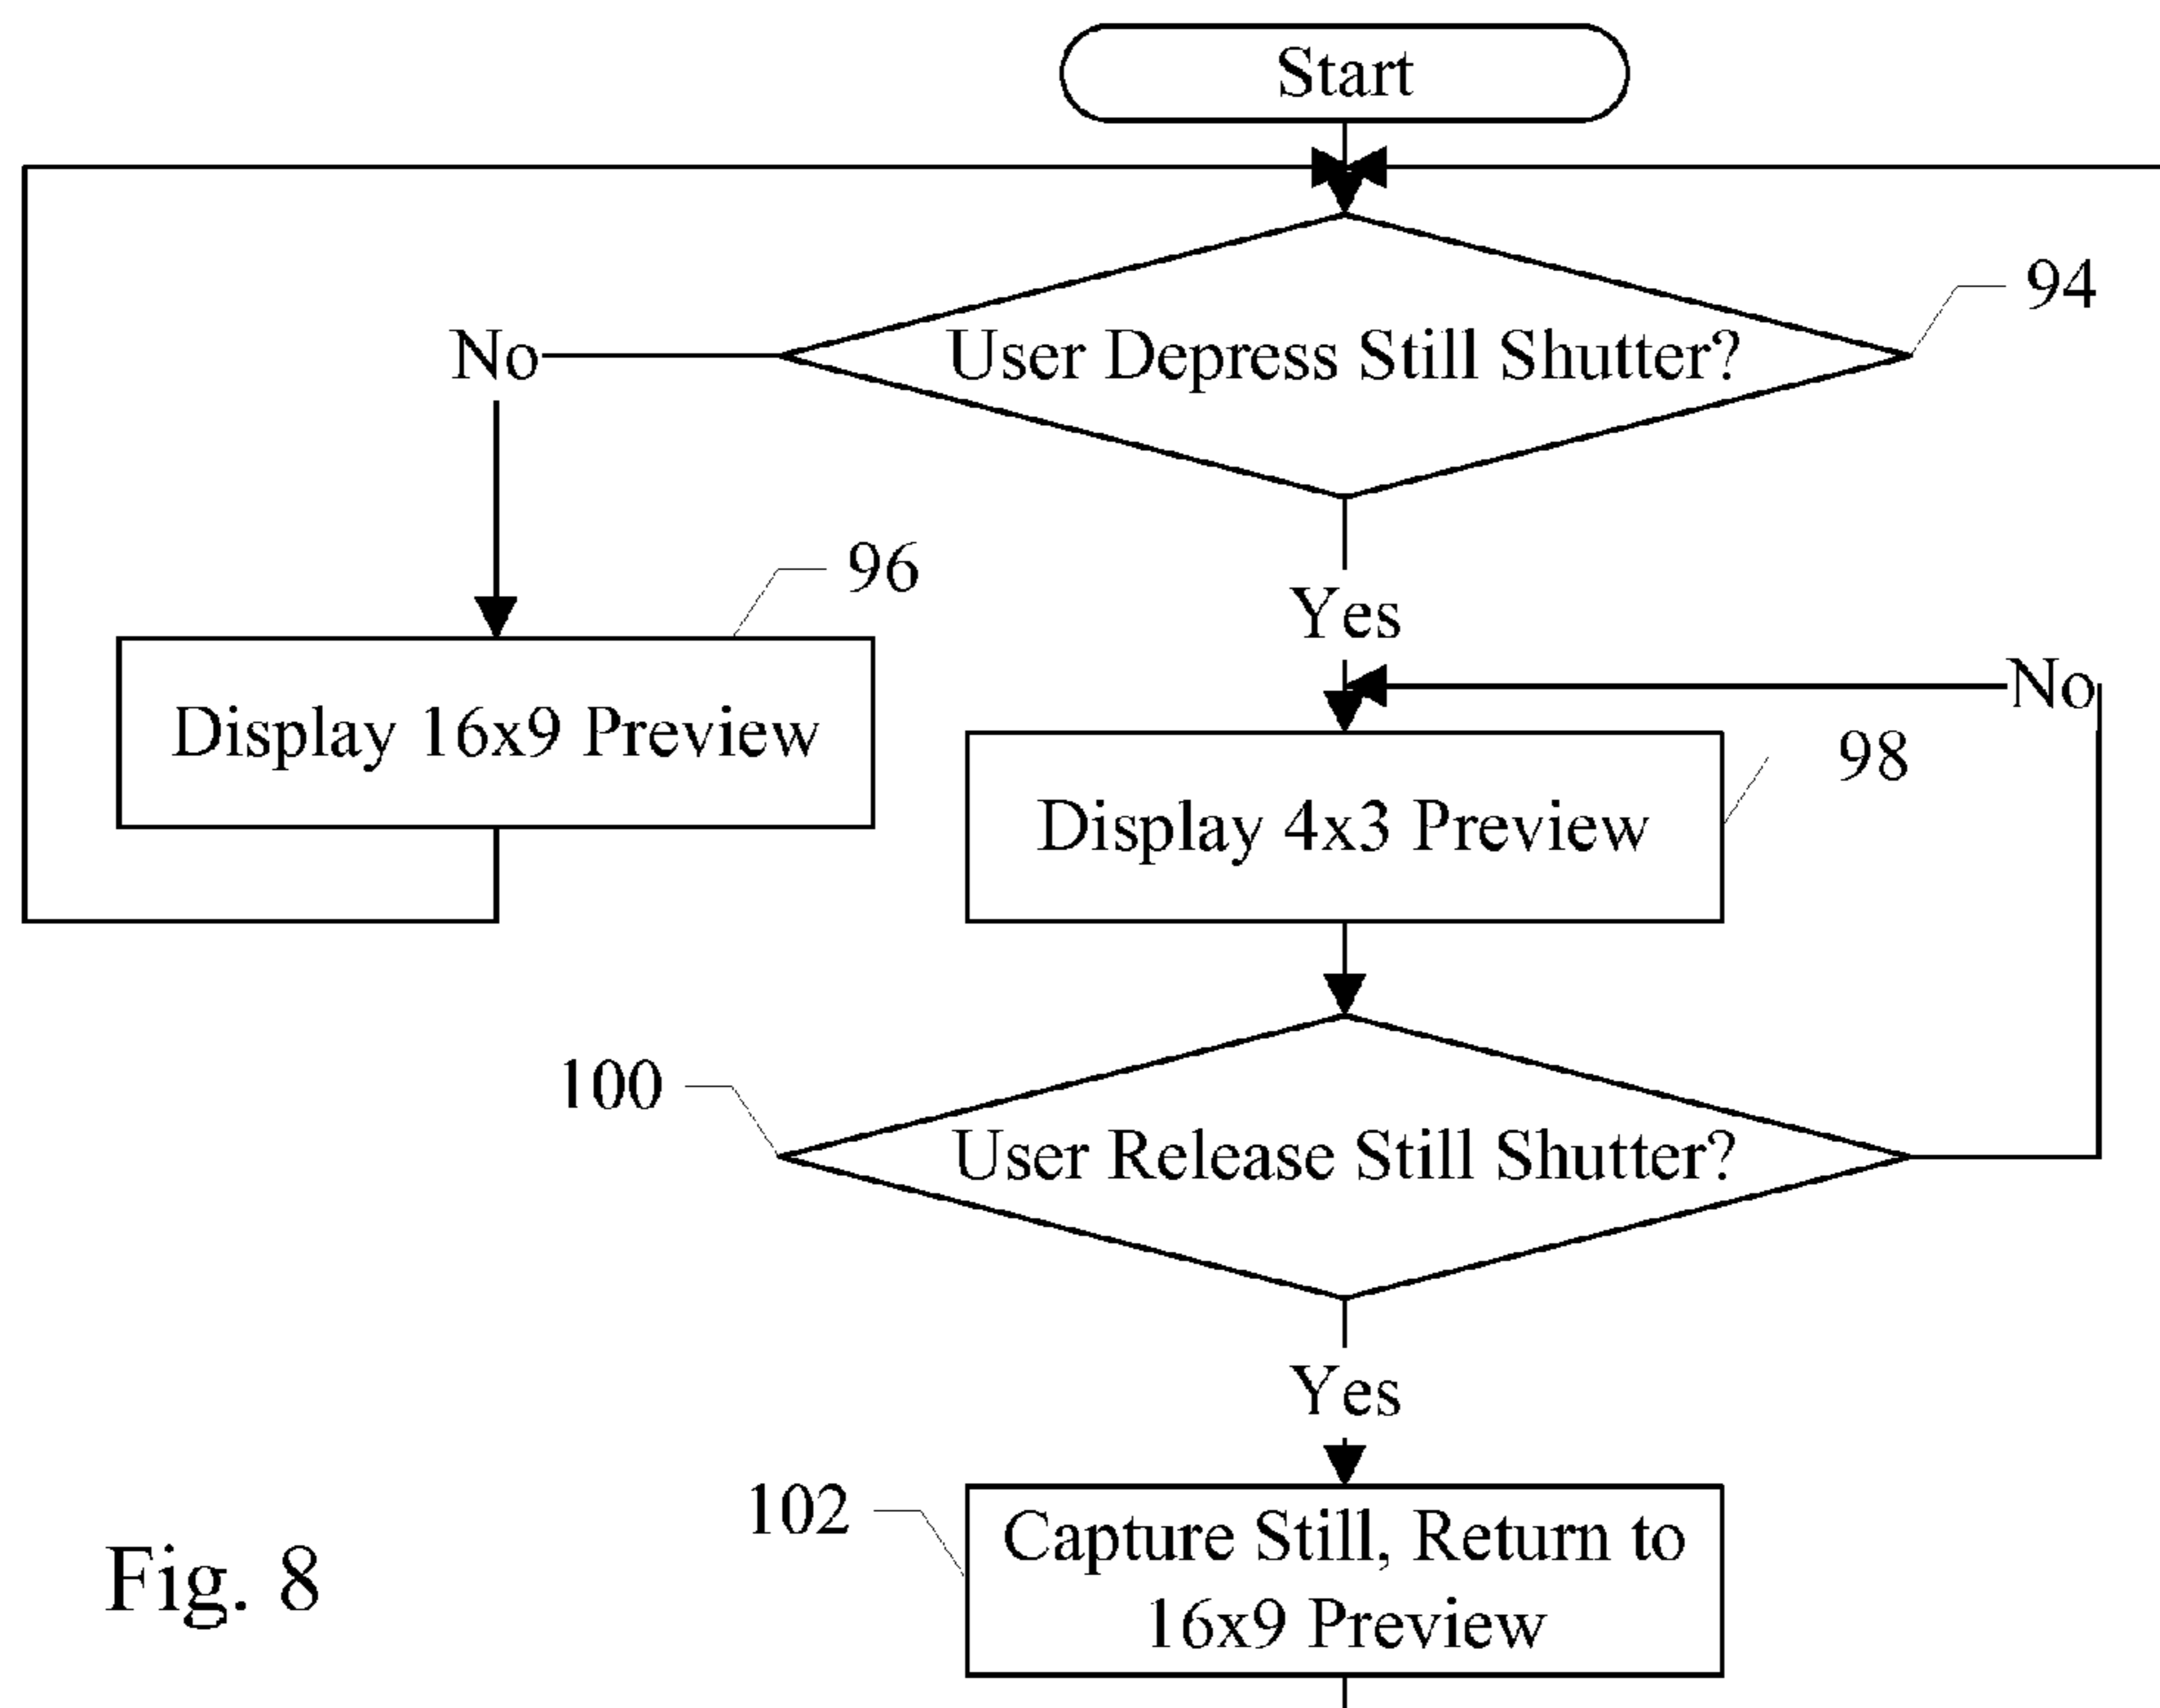 Start
94
User Depress Still Shutter?
No
Yes
96
Display 16x9 Preview
No
98
Display 4x3 Preview
100
User Release Still Shutter?
Yes
102
Capture Still, Return to
16x9 Preview
Fig. 8